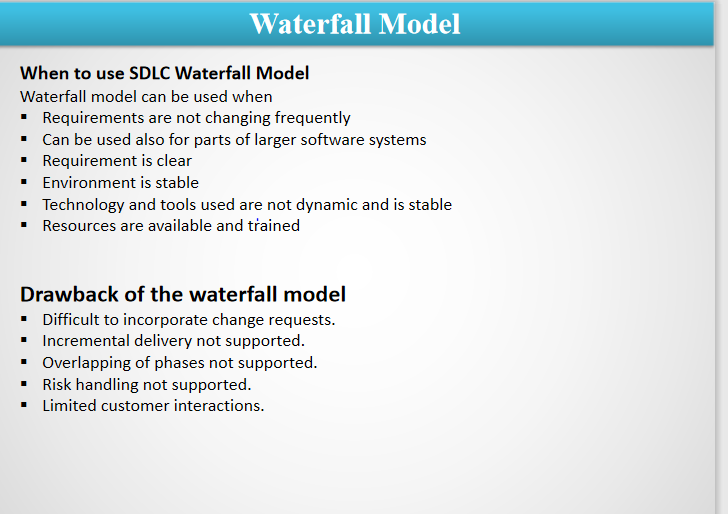 Waterfall Model
When to use SDLC Waterfall Model
Waterfall model can be used when
▪ Requirements are not changing frequently
▪ Can be used also for parts of larger software systems
▪ Requirement is clear
▪ Environment is stable
▪ Technology and tools used are not dynamic and is stable
▪ Resources are available and trained
Drawback of the waterfall model
▪ Difficult to incorporate change requests.
▪ Incremental delivery not supported.
▪ Overlapping of phases not supported.
▪ Risk handling not supported.
▪ Limited customer interactions.